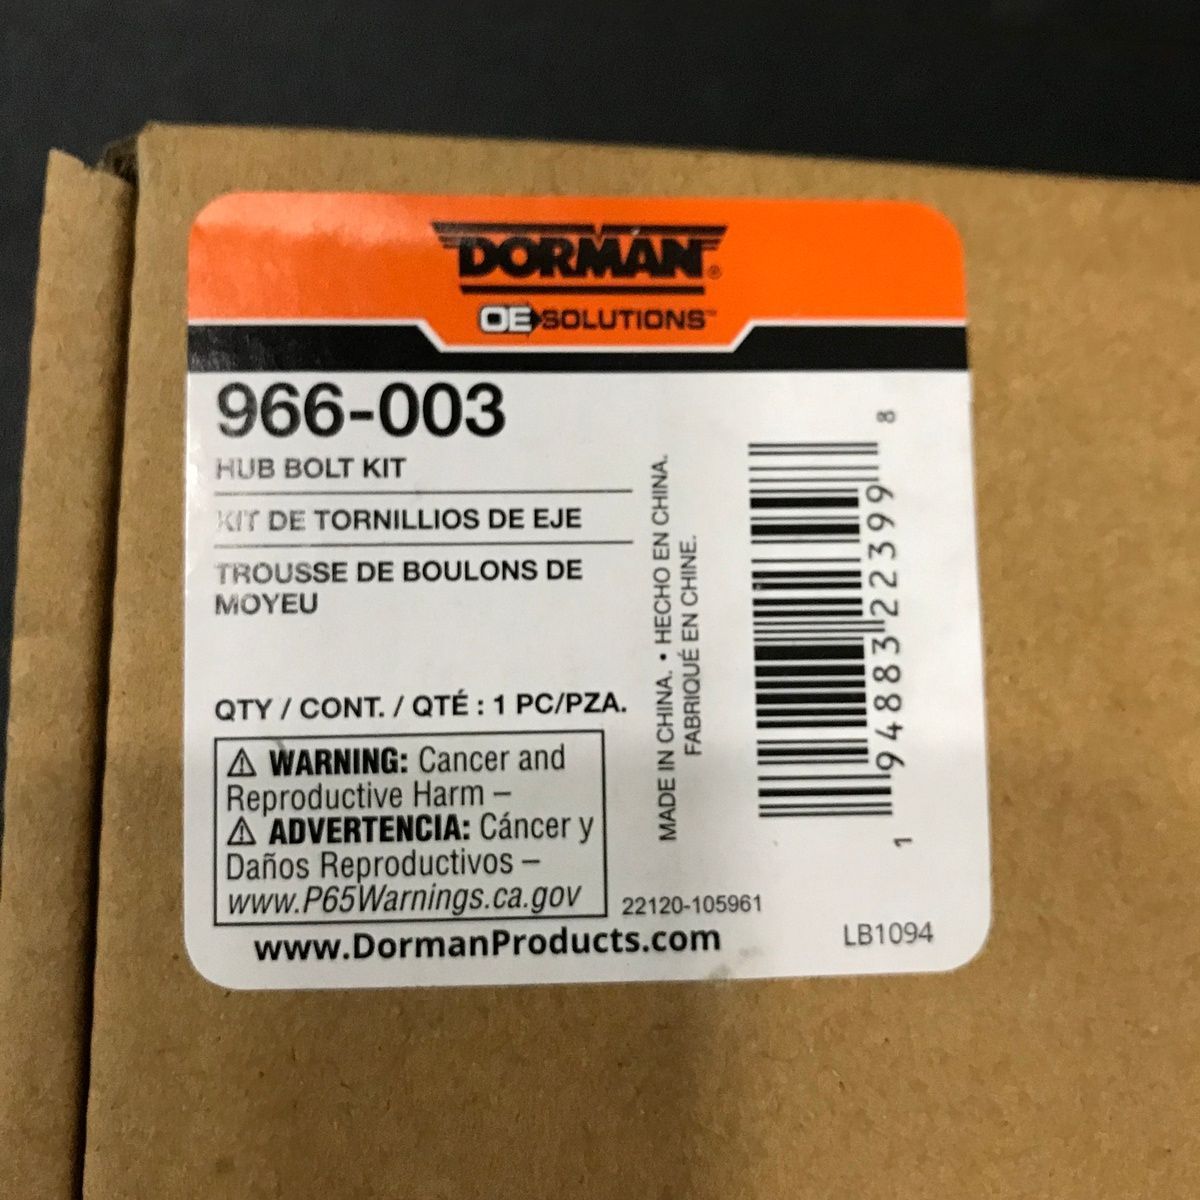 DORMAN®
OE SOLUTIONS™
966-003
HUB BOLT KIT
KIT DE TORNILLIOS DE EJE
TROUSSE DE BOULONS DE
MOYEU
QTY / CONT. / QTÉ : 1 PC/PZA.
⚠ WARNING: Cancer and
Reproductive Harm –
⚠ ADVERTENCIA: Cáncer y
Daños Reproductivos –
www.P65Warnings.ca.gov
www.DormanProducts.com
MADE IN CHINA. • HECHO EN CHINA.
FABRIQUÉ EN CHINE.
1 94883 22399 8
22120-105961
LB1094